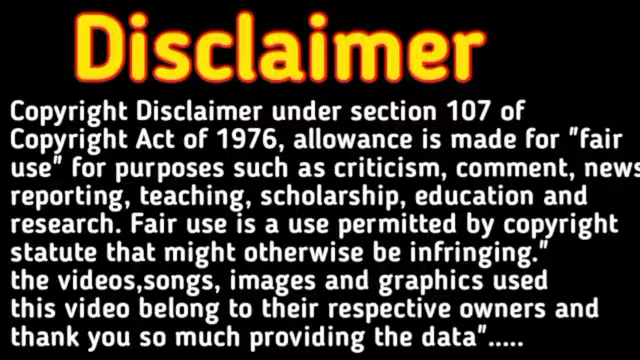 Disclaimer
Copyright Disclaimer under section 107 of
Copyright Act of 1976, allowance is made for "fair
use" for purposes such as criticism, comment, news
reporting, teaching, scholarship, education and
research. Fair use is a use permitted by copyright
statute that might otherwise be infringing."
the videos,songs, images and graphics used
this video belong to their respective owners and
thank you so much providing the data".....